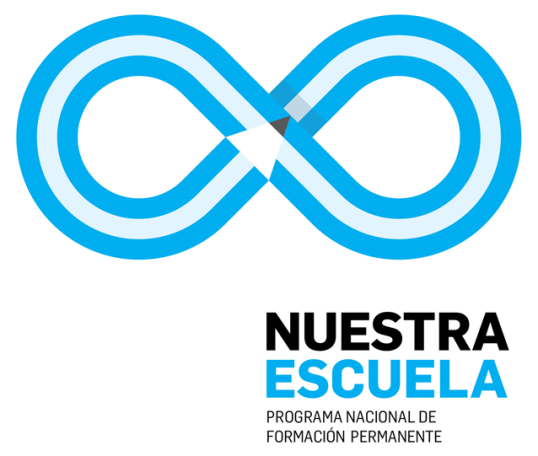 NUESTRA
ESCUELA
PROGRAMA NACIONAL DE
FORMACIÓN PERMANENTE